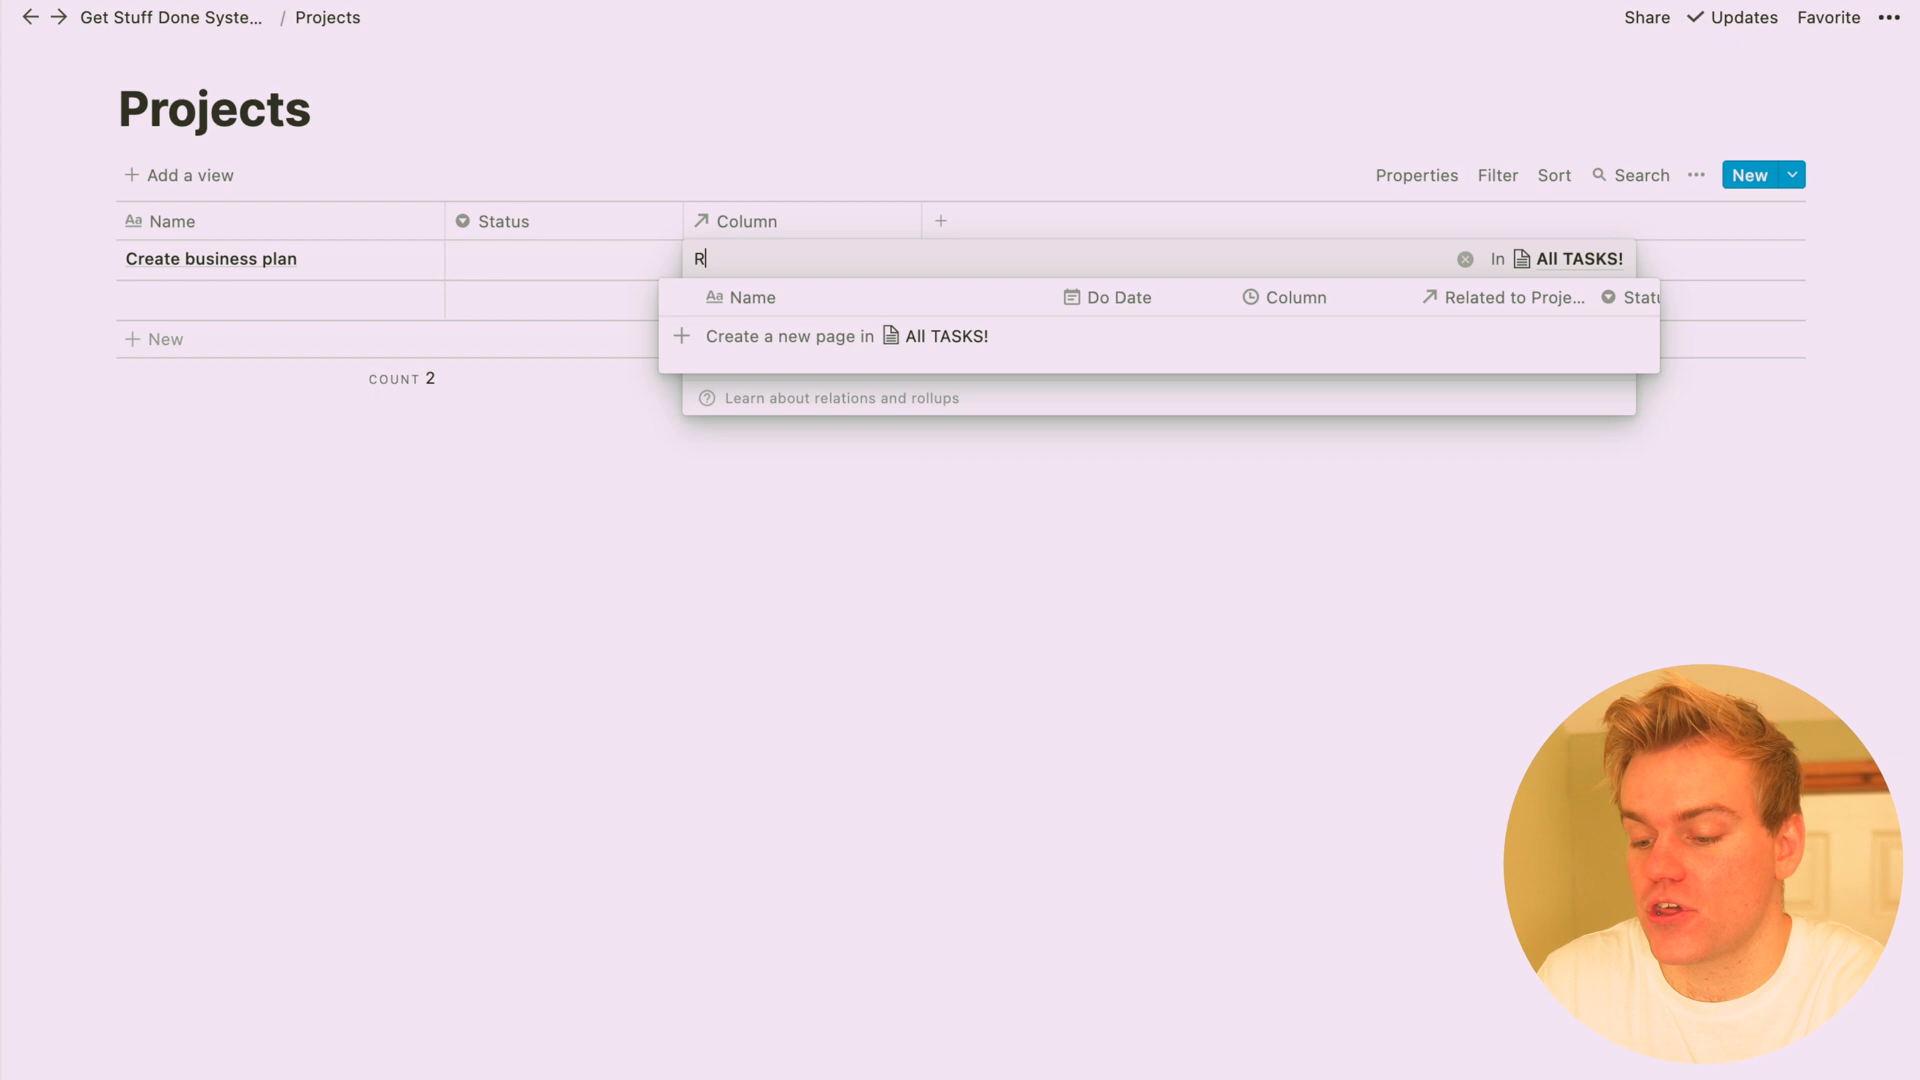 Get Stuff Done Syste... / Projects
Share Updates Favorite
Projects
Add a view
Properties Filter Sort Search New
Aa Name Status Column
Create business plan
R In All TASKS!
Aa Name Do Date Column Related to Proje... Statu
Create a new page in All TASKS!
New
COUNT 2
Learn about relations and rollups